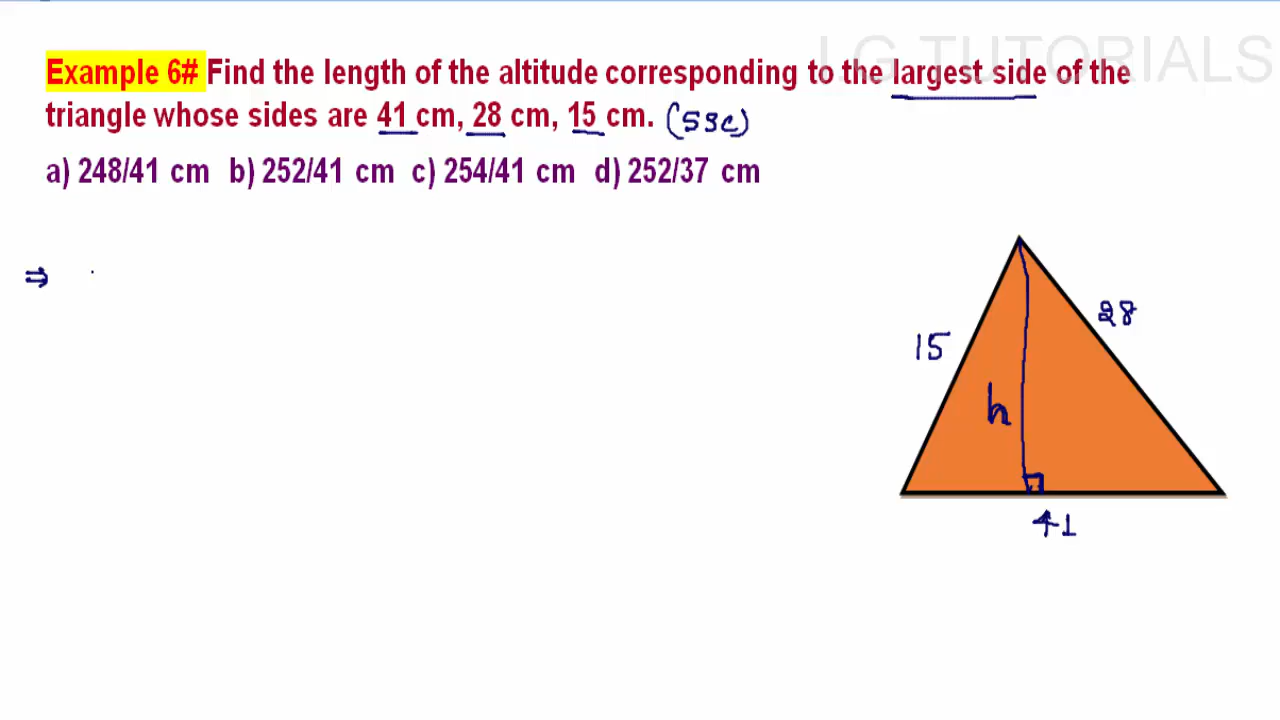 LG TUTORIALS
Example 6# Find the length of the altitude corresponding to the largest side of the
triangle whose sides are 41 cm, 28 cm, 15 cm. (SSC)
a) 248/41 cm b) 252/41 cm c) 254/41 cm d) 252/37 cm
⇒
28
15
h
41